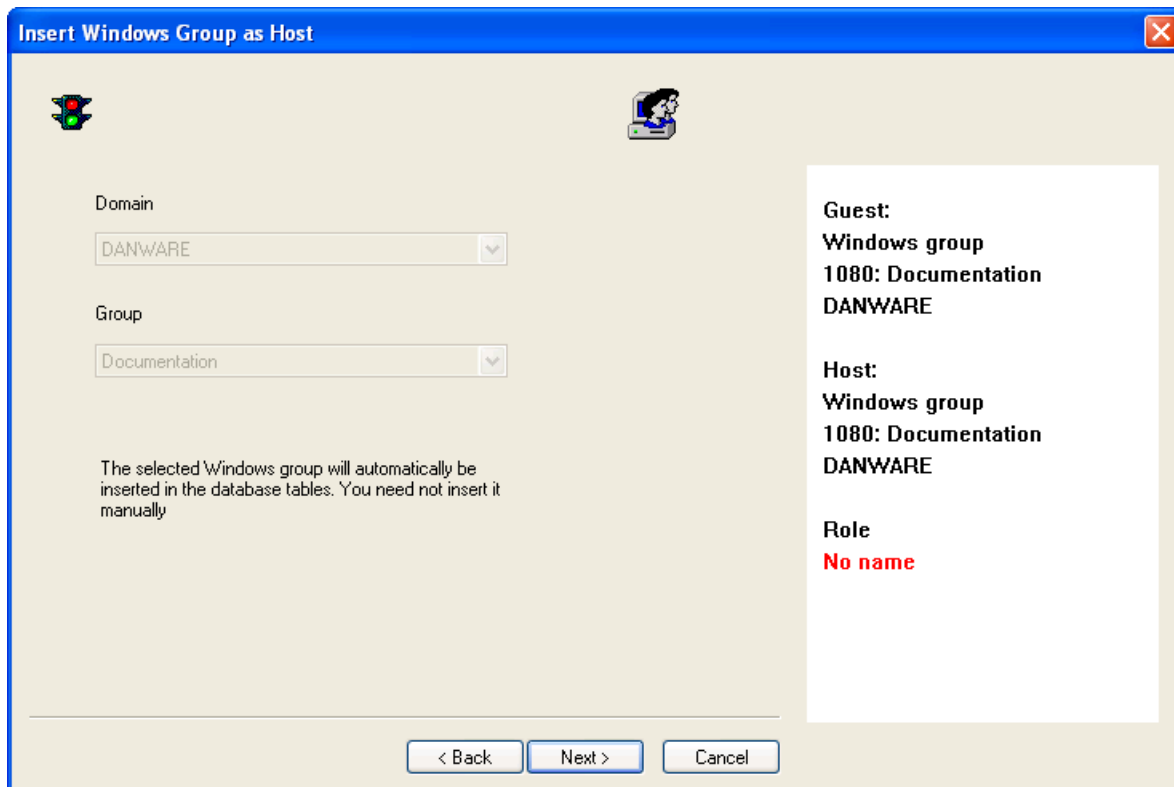 Insert Windows Group as Host
Domain
DANWARE
Group
Documentation
The selected Windows group will automatically be
inserted in the database tables. You need not insert it
manually
Guest:
Windows group
1080: Documentation
DANWARE
Host:
Windows group
1080: Documentation
DANWARE
Role
No name
< Back
Next >
Cancel